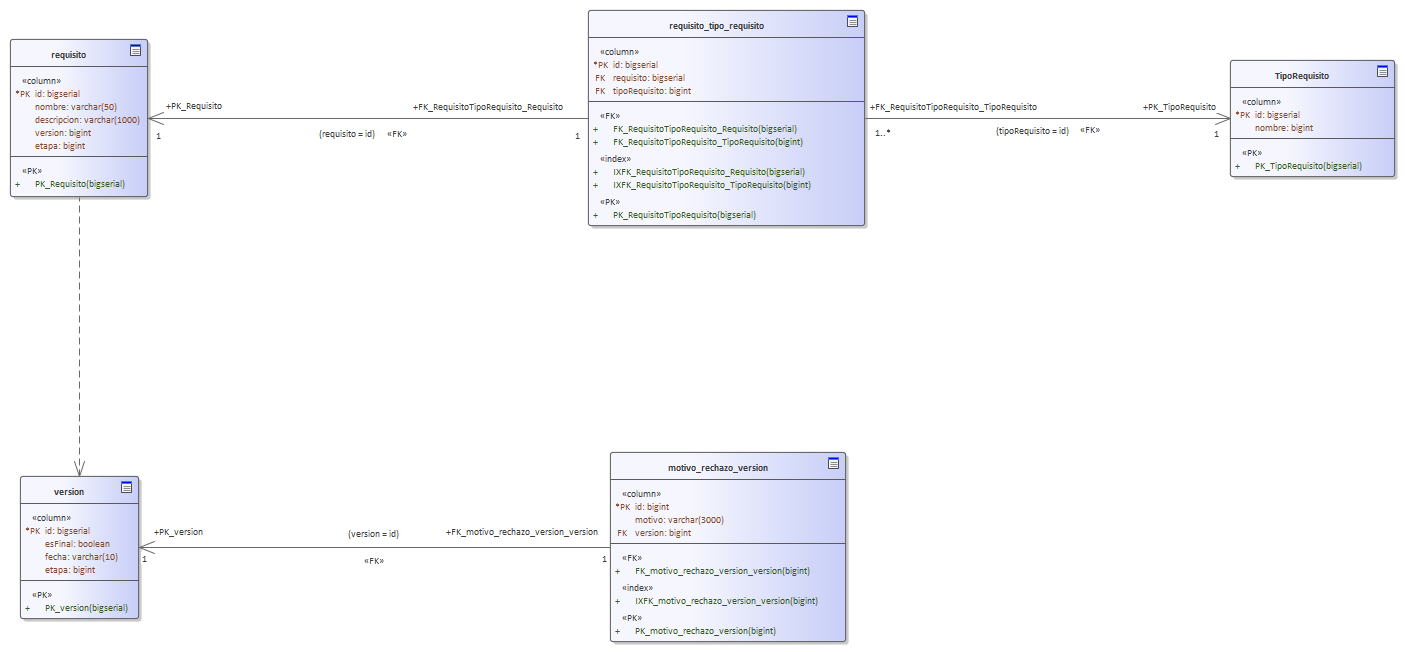 requisito
«column»
*PK id: bigserial
nombre: varchar(50)
descripcion: varchar(1000)
version: bigint
etapa: bigint
«PK»
+ PK_Requisito(bigserial)
+PK_Requisito
1
(requisito = id) «FK»
+FK_RequisitoTipoRequisito_Requisito
1
requisito_tipo_requisito
«column»
*PK id: bigserial
FK requisito: bigserial
FK tipoRequisito: bigint
«FK»
+ FK_RequisitoTipoRequisito_Requisito(bigserial)
+ FK_RequisitoTipoRequisito_TipoRequisito(bigint)
«index»
+ IXFK_RequisitoTipoRequisito_Requisito(bigserial)
+ IXFK_RequisitoTipoRequisito_TipoRequisito(bigint)
«PK»
+ PK_RequisitoTipoRequisito(bigserial)
+FK_RequisitoTipoRequisito_TipoRequisito
1..*
(tipoRequisito = id) «FK»
+PK_TipoRequisito
1
TipoRequisito
«column»
*PK id: bigserial
nombre: bigint
«PK»
+ PK_TipoRequisito(bigserial)
version
«column»
*PK id: bigserial
esFinal: boolean
fecha: varchar(10)
etapa: bigint
«PK»
+ PK_version(bigserial)
+PK_version
1
(version = id)
«FK»
+FK_motivo_rechazo_version_version
1
motivo_rechazo_version
«column»
*PK id: bigint
motivo: varchar(3000)
FK version: bigint
«FK»
+ FK_motivo_rechazo_version_version(bigint)
«index»
+ IXFK_motivo_rechazo_version_version(bigint)
«PK»
+ PK_motivo_rechazo_version(bigint)